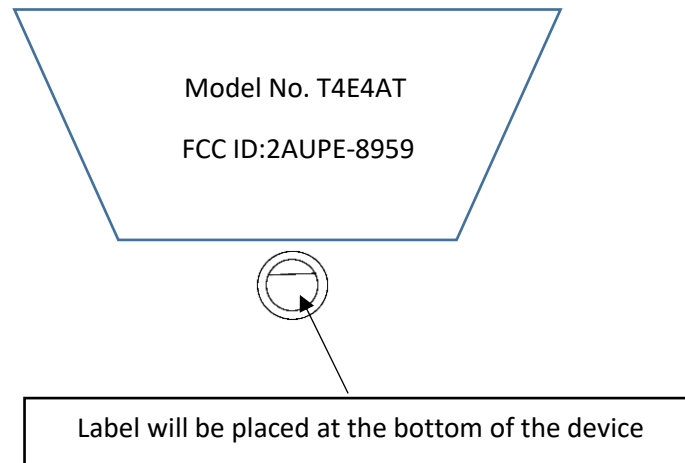 Model No. T4E4AT
FCC ID:2AUPE-8959
Label will be placed at the bottom of the device